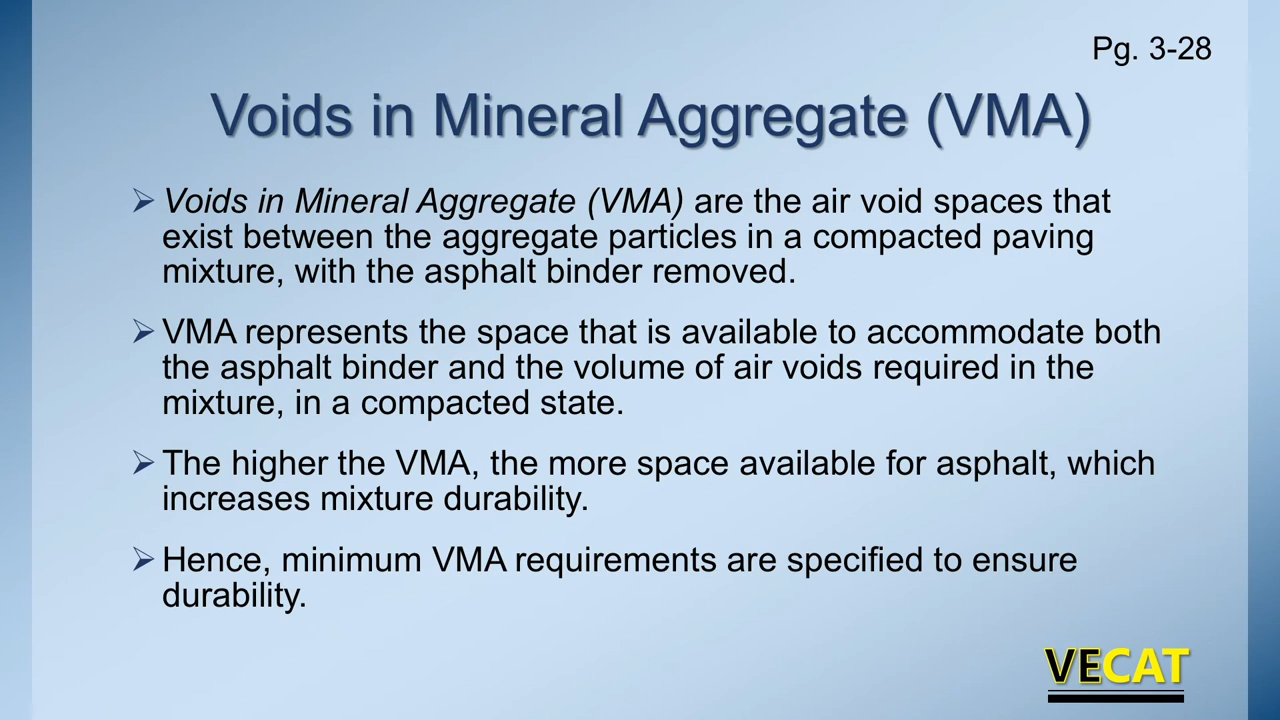 Pg. 3-28
Voids in Mineral Aggregate (VMA)
➢ Voids in Mineral Aggregate (VMA) are the air void spaces that
exist between the aggregate particles in a compacted paving
mixture, with the asphalt binder removed.
➢ VMA represents the space that is available to accommodate both
the asphalt binder and the volume of air voids required in the
mixture, in a compacted state.
➢ The higher the VMA, the more space available for asphalt, which
increases mixture durability.
➢ Hence, minimum VMA requirements are specified to ensure
durability.
VECAT